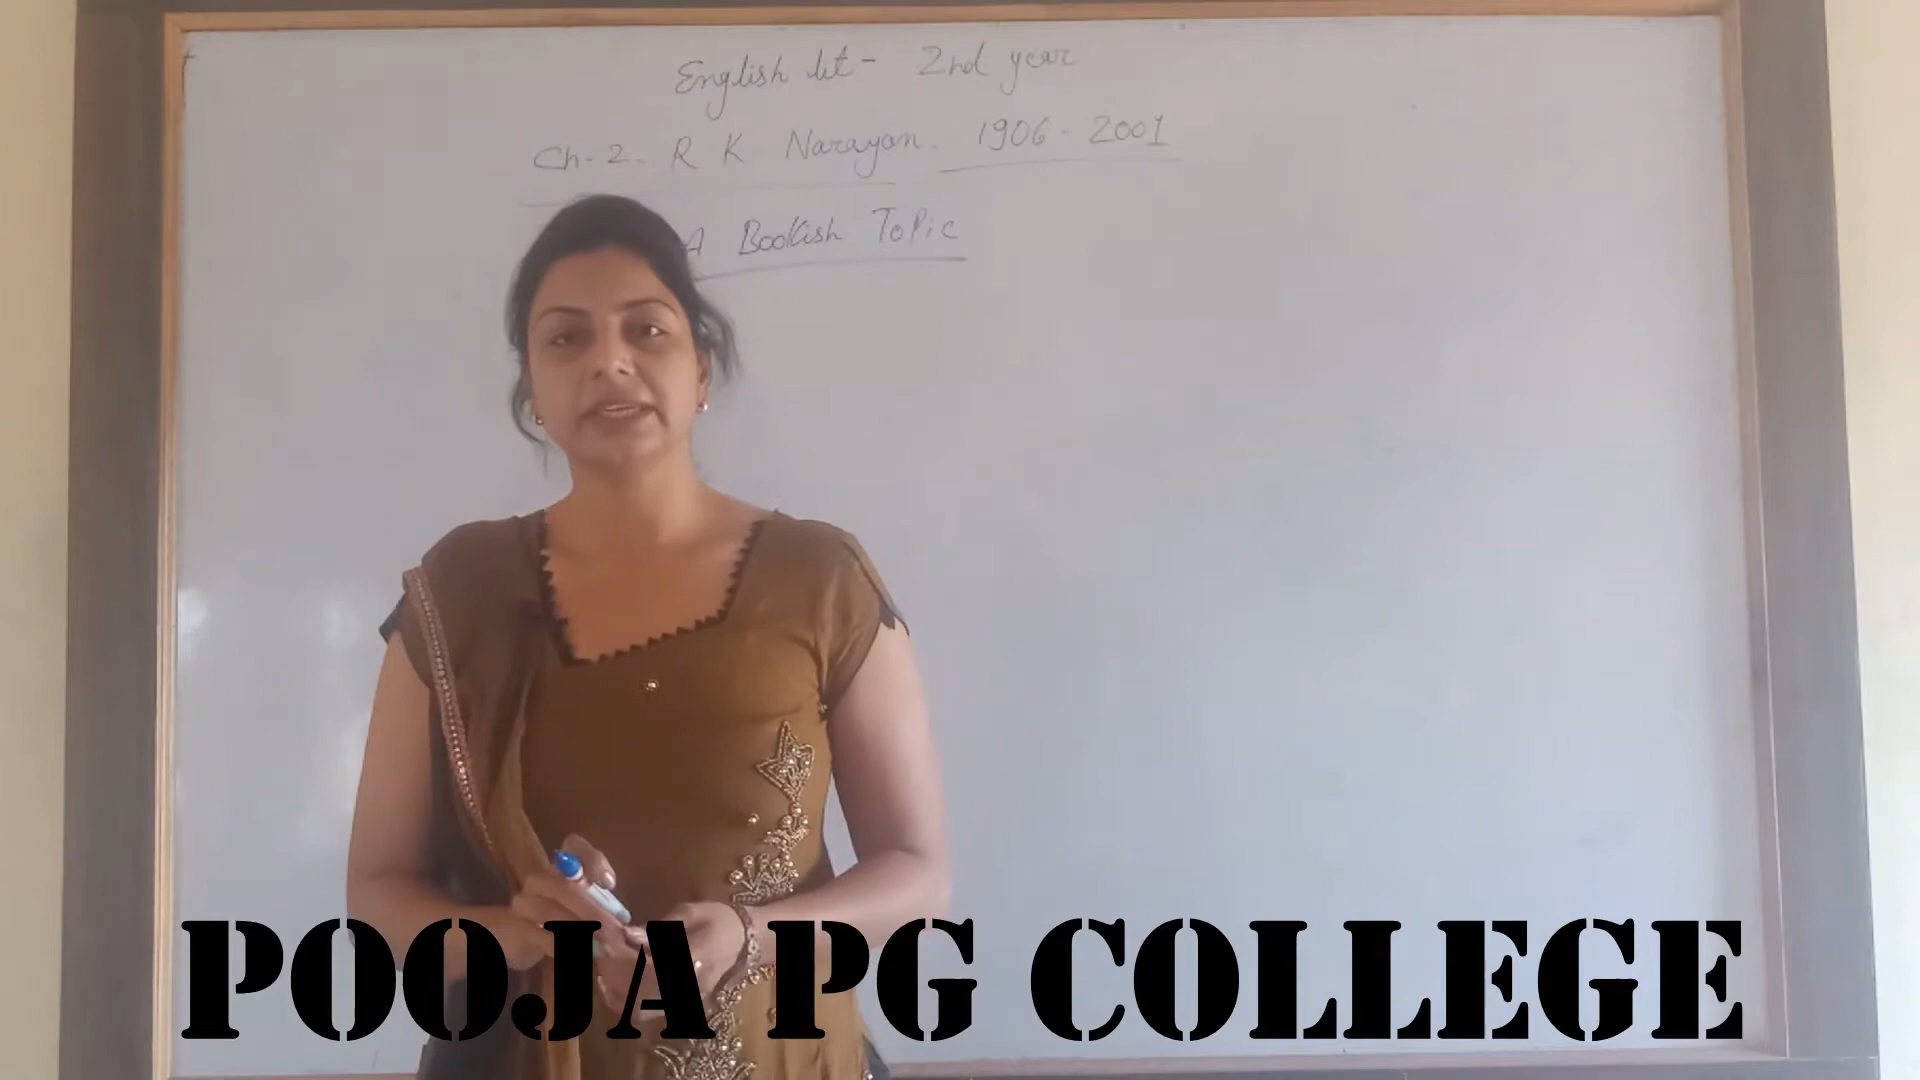 English lit - 2nd year
Ch-2. R K Narayan. 1906-2001
A Bookish Topic
POOJA PG COLLEGE